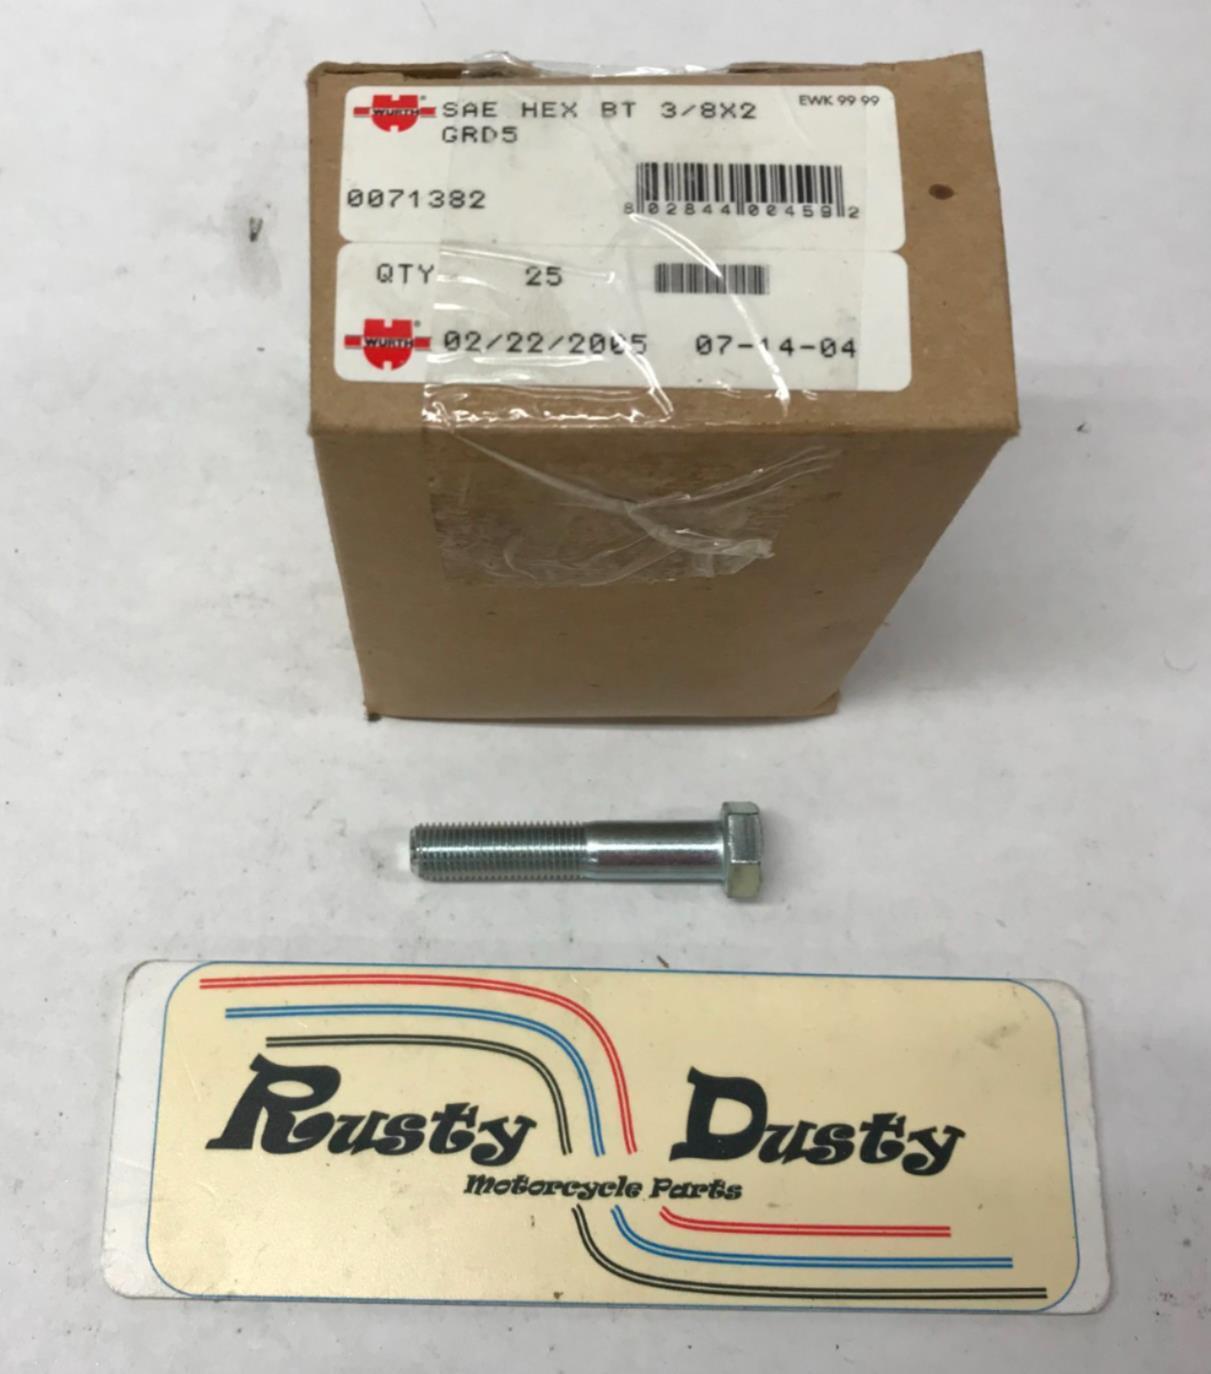 WURTH® SAE HEX BT 3/8X2 EWK 99 99
GRD5
0071382
8 02844 00459 2
QTY 25
WURTH® 02/22/2005 07-14-04
Rusty Dusty
Motorcycle Parts